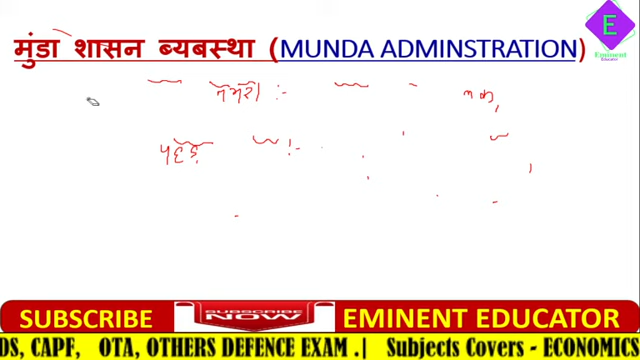 E
Eminent
Educator
मुंडा शासन ब्यबस्था (MUNDA ADMINSTRATION)
SUBSCRIBE SUBSCRIBE NOW EMINENT EDUCATOR
DS, CAPF, OTA, OTHERS DEFENCE EXAM .| Subjects Covers - ECONOMICS